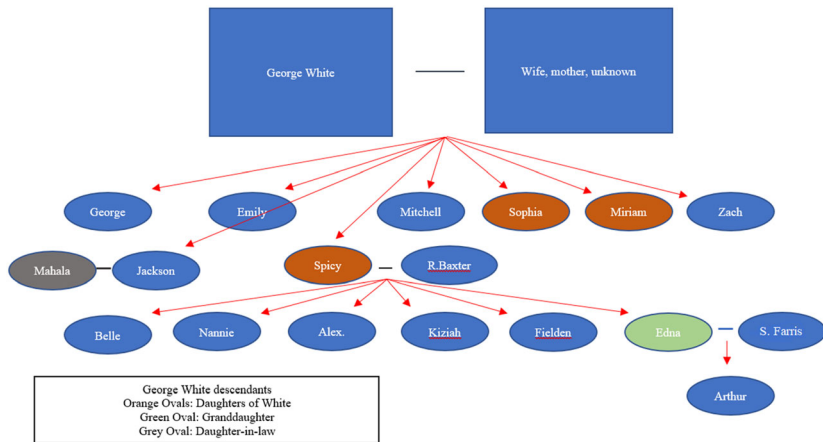 George White
Wife, mother, unknown
George
Emily
Mitchell
Sophia
Miriam
Zach
Mahala
Jackson
Spicy
R.Baxter
Belle
Nannie
Alex.
Kiziah
Fielden
Edna
S. Farris
Arthur
George White descendants
Orange Ovals: Daughters of White
Green Oval: Granddaughter
Grey Oval: Daughter-in-law